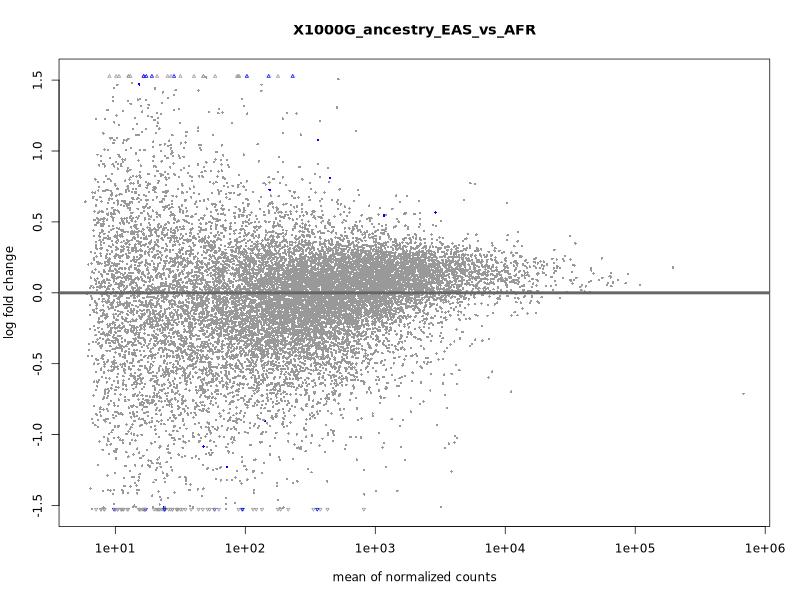 X1000G_ancestry_EAS_vs_AFR
log fold change
1.5
1.0
0.5
0.0
-0.5
-1.0
-1.5
1e+01 1e+02 1e+03 1e+04 1e+05 1e+06
mean of normalized counts